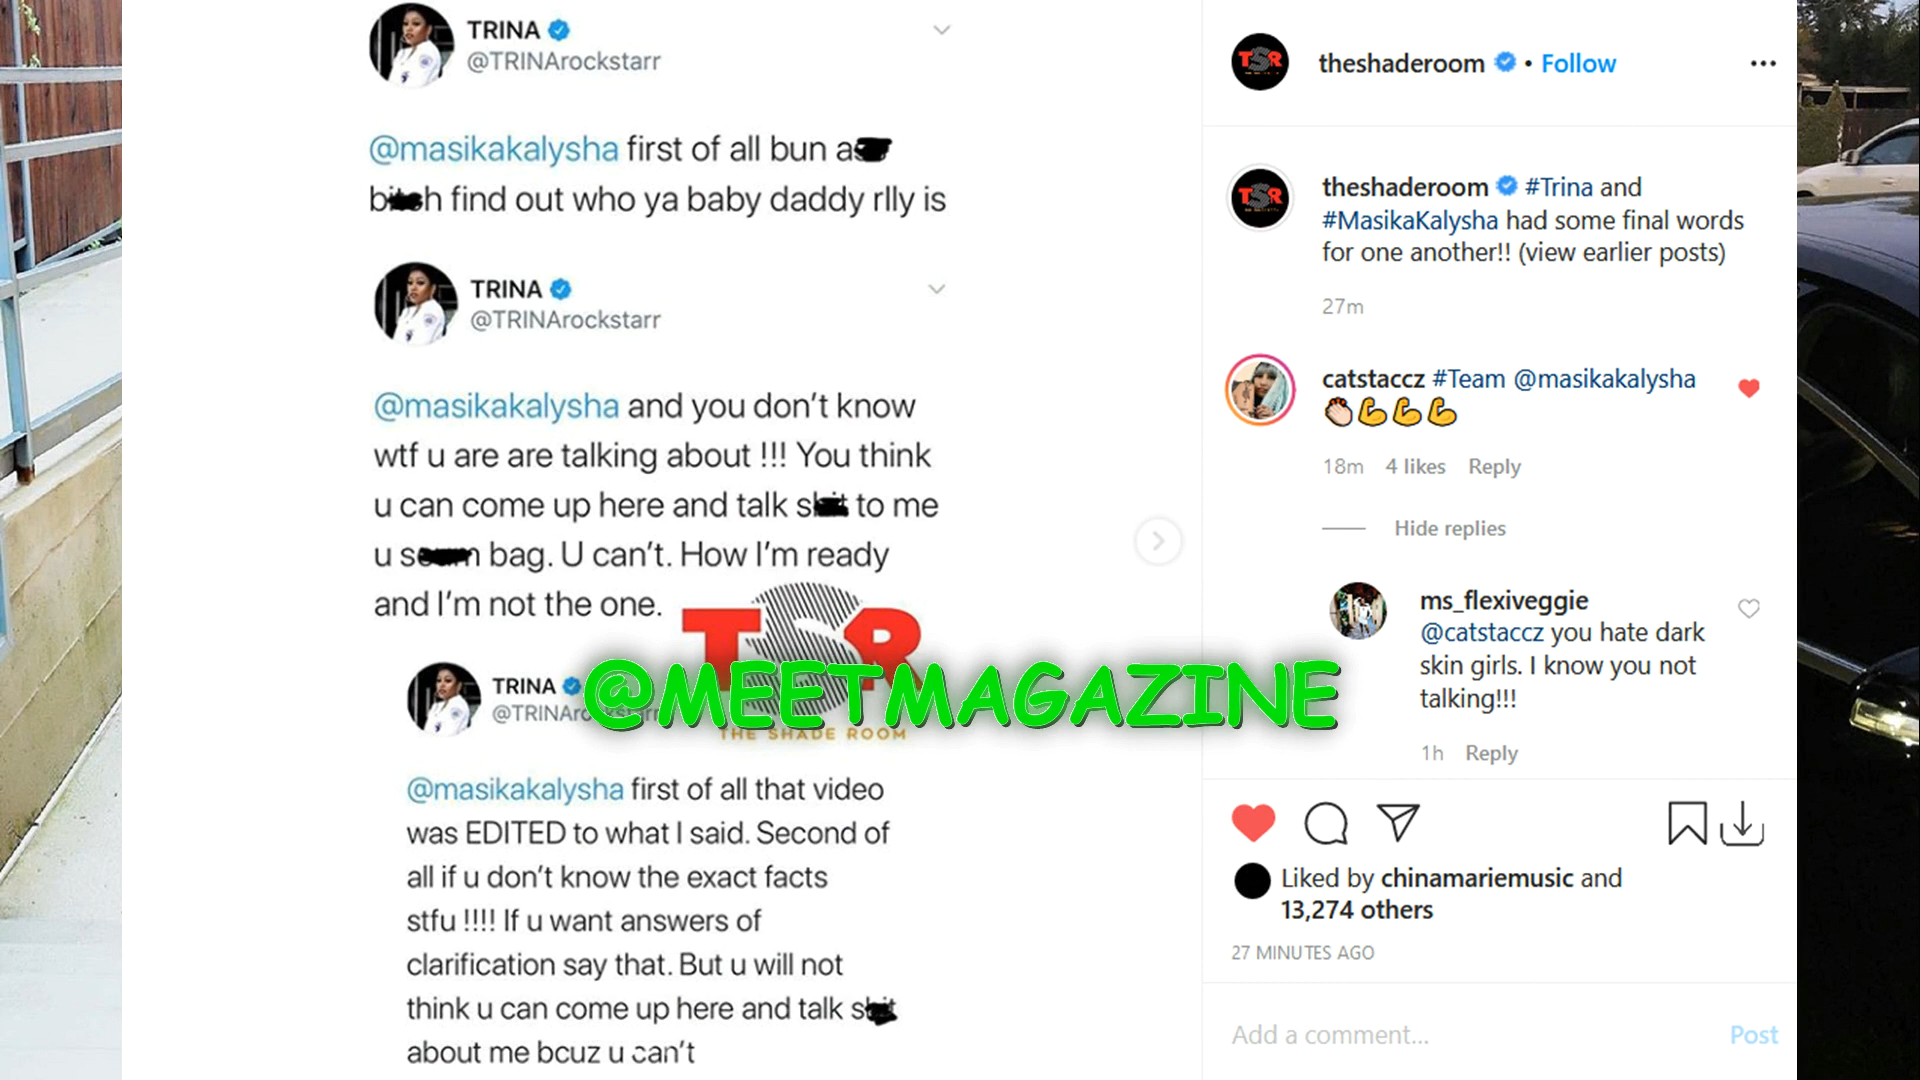 TRINA
@TRINArockstarr
@masikakalysha first of all bun a
b h find out who ya baby daddy rlly is
TRINA
@TRINArockstarr
@masikakalysha and you don't know
wtf u are are talking about !!! You think
u can come up here and talk s t to me
u s bag. U can't. How I'm ready
and I'm not the one.
TSR
THE SHADE ROOM
@MEETMAGAZINE
TRINA
@TRINArockstarr
@masikakalysha first of all that video
was EDITED to what I said. Second of
all if u don't know the exact facts
stfu !!!! If u want answers of
clarification say that. But u will not
think u can come up here and talk s
about me bcuz u can't
TSR
theshaderoom • Follow
TSR
theshaderoom #Trina and
#MasikaKalysha had some final words
for one another!! (view earlier posts)
27m
catstaccz #Team @masikakalysha
👏💪💪💪
18m 4 likes Reply
Hide replies
ms_flexiveggie
@catstaccz you hate dark
skin girls. I know you not
talking!!!
1h Reply
Liked by chinamariemusic and
13,274 others
27 MINUTES AGO
Add a comment... Post